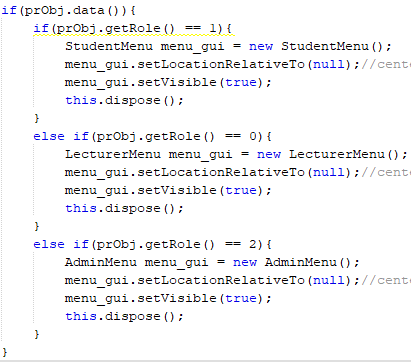 if(prObj.data()){
if(prObj.getRole() == 1){
StudentMenu menu_gui = new StudentMenu();
menu_gui.setLocationRelativeTo(null);//cent
menu_gui.setVisible(true);
this.dispose();
}
else if(prObj.getRole() == 0){
LecturerMenu menu_gui = new LecturerMenu();
menu_gui.setLocationRelativeTo(null);//cent
menu_gui.setVisible(true);
this.dispose();
}
else if(prObj.getRole() == 2){
AdminMenu menu_gui = new AdminMenu();
menu_gui.setLocationRelativeTo(null);//cent
menu_gui.setVisible(true);
this.dispose();
}
}